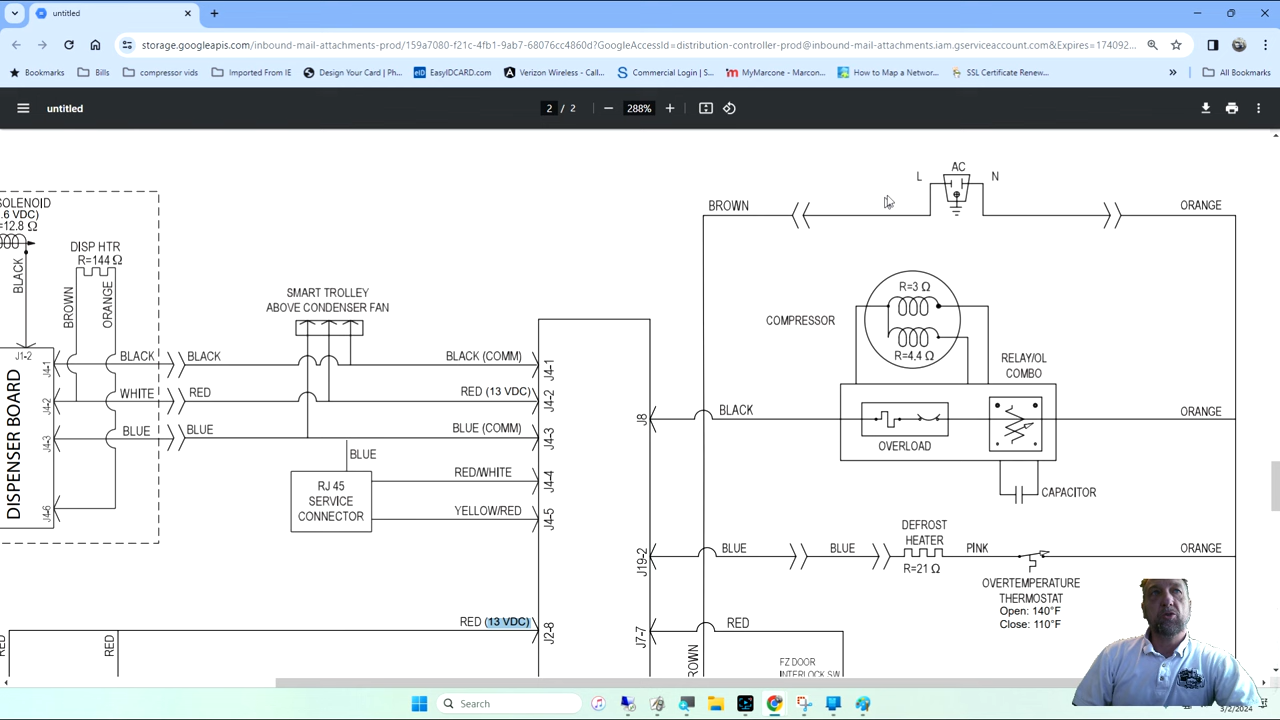 untitled
storage.googleapis.com/inbound-mail-attachments-prod/159a7080-f21c-4fb1-9ab7-69f76cc4860d?GoogleAccessId=distribution-controller-prod@inbound-mail-attachments.iam.gserviceaccount.com&Expires=174092...
Bookmarks
Bills
compressor vids
Imported From IE
Design Your Card | Ph...
EasyIDCARD.com
Verizon Wireless - Call...
Commercial Login | S...
MyMarcone - Marcon...
How to Map a Networ...
SSL Certificate Renew...
All Bookmarks
untitled
2 / 2
288%
SOLENOID
.6 VDC)
=12.8 Ω
BLACK
DISP HTR
R=144 Ω
BROWN
ORANGE
J1-2
DISPENSER BOARD
J4-1
J4-2
J4-3
J4-6
BLACK
WHITE
BLUE
BLACK
RED
BLUE
SMART TROLLEY
ABOVE CONDENSER FAN
BLACK (COMM)
RED (13 VDC)
BLUE (COMM)
BLUE
RED/WHITE
YELLOW/RED
RJ 45
SERVICE
CONNECTOR
J4-1
J4-2
J4-3
J4-4
J4-5
RED (13 VDC)
J2-8
RED
RED
J8
J19-2
J7-7
AC
L
N
BROWN
ORANGE
COMPRESSOR
R=3 Ω
R=4.4 Ω
RELAY/OL
COMBO
BLACK
ORANGE
OVERLOAD
CAPACITOR
DEFROST
HEATER
BLUE
BLUE
PINK
ORANGE
R=21 Ω
OVERTEMPERATURE
THERMOSTAT
Open: 140°F
Close: 110°F
RED
ROWN
FZ DOOR
INTERLOCK SW
Search
3/2/2024